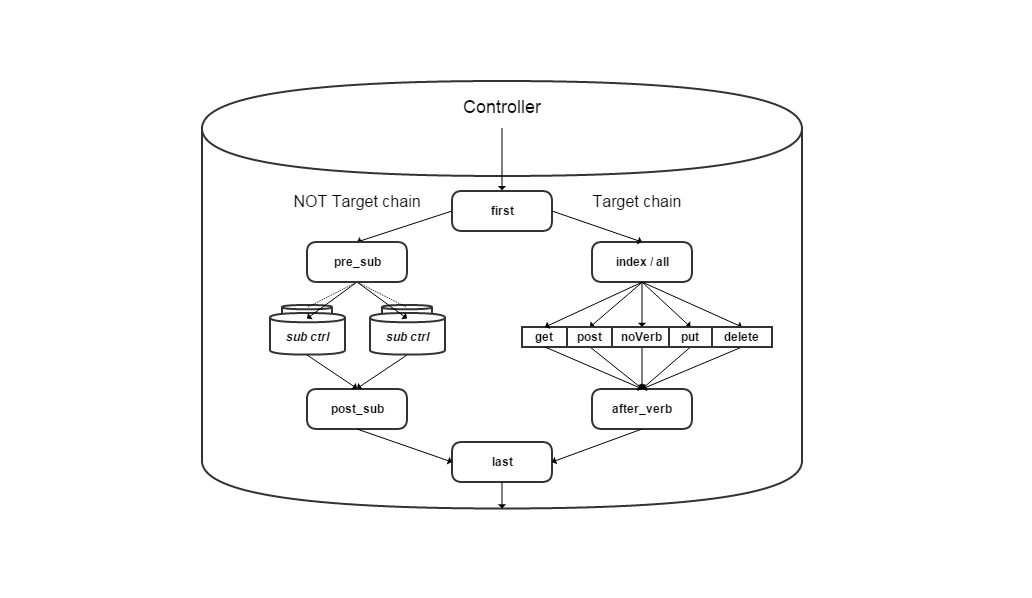 Controller
NOT Target chain
first
Target chain
pre_sub
index / all
sub ctrl
sub ctrl
get
post
noVerb
put
delete
post_sub
after_verb
last